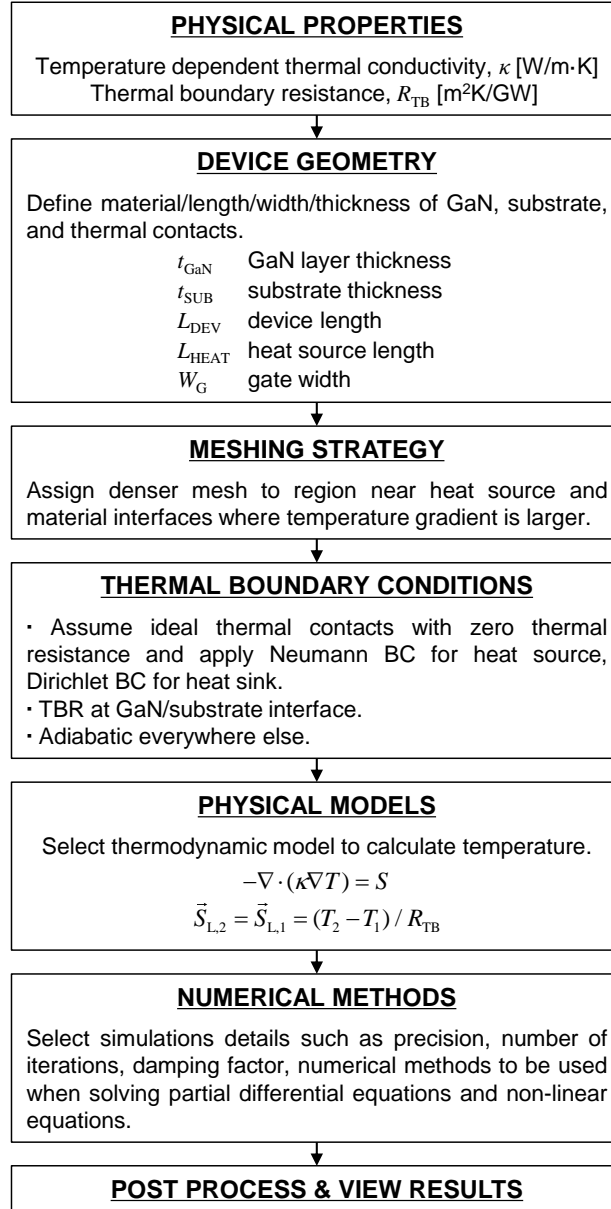 PHYSICAL PROPERTIES
Temperature dependent thermal conductivity, κ [W/m·K]
Thermal boundary resistance, R_TB [m²K/GW]
DEVICE GEOMETRY
Define material/length/width/thickness of GaN, substrate,
and thermal contacts.
t_GaN GaN layer thickness
t_SUB substrate thickness
L_DEV device length
L_HEAT heat source length
W_G gate width
MESHING STRATEGY
Assign denser mesh to region near heat source and
material interfaces where temperature gradient is larger.
THERMAL BOUNDARY CONDITIONS
· Assume ideal thermal contacts with zero thermal
resistance and apply Neumann BC for heat source,
Dirichlet BC for heat sink.
· TBR at GaN/substrate interface.
· Adiabatic everywhere else.
PHYSICAL MODELS
Select thermodynamic model to calculate temperature.
−∇·(κ∇T) = S
S⃗_L,2 = S⃗_L,1 = (T_2 − T_1) / R_TB
NUMERICAL METHODS
Select simulations details such as precision, number of
iterations, damping factor, numerical methods to be used
when solving partial differential equations and non-linear
equations.
POST PROCESS & VIEW RESULTS